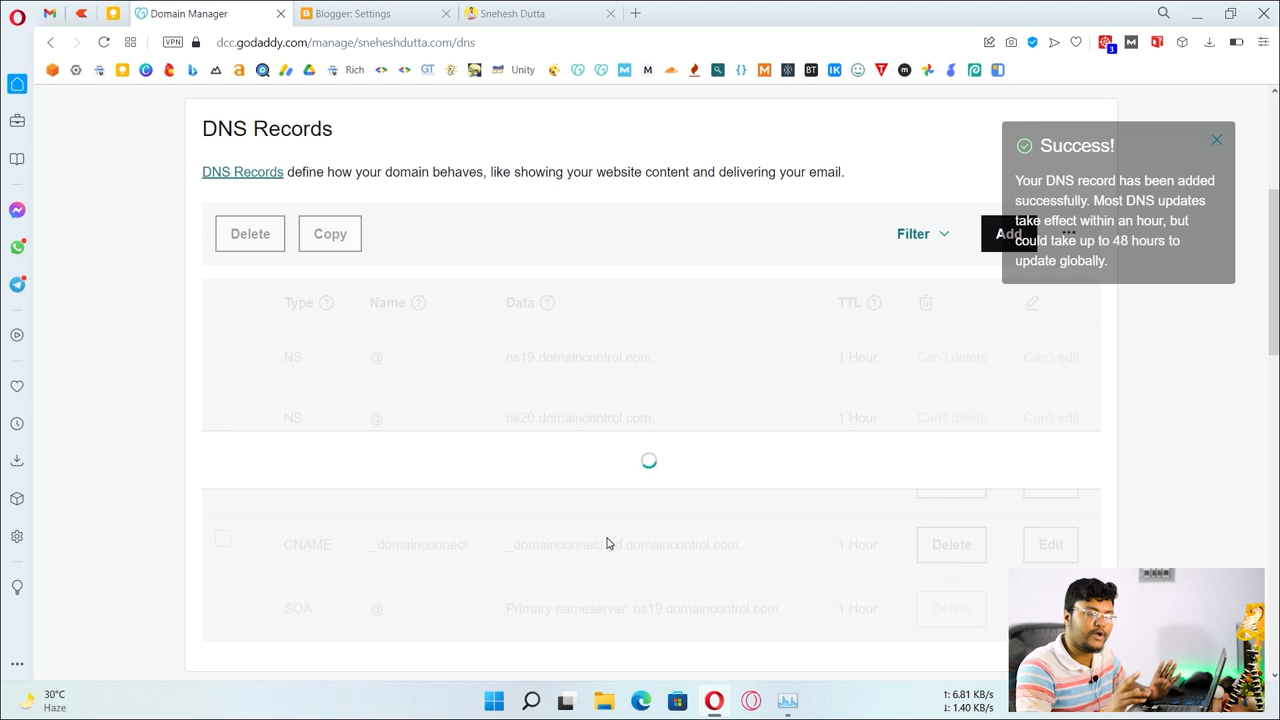 Domain Manager
Blogger: Settings
Snehesh Dutta
VPN
dcc.godaddy.com/manage/sneheshdutta.com/dns
3
Rich
GT
Unity
BT
IK
DNS Records
DNS Records define how your domain behaves, like showing your website content and delivering your email.
Delete
Copy
Filter
Add
Success!
Your DNS record has been added
successfully. Most DNS updates
take effect within an hour, but
could take up to 48 hours to
update globally.
Type
Name
Data
TTL
NS @ ns19.domaincontrol.com. 1 Hour Can't delete Can't edit
NS @ ns20.domaincontrol.com. 1 Hour Can't delete Can't edit
CNAME _domainconnect 1 Hour Delete Edit
SOA @ Primary nameserver: ns19.domaincontrol.com. 1 Hour Delete
30°C
Haze
6.81 KB/s
1.40 KB/s